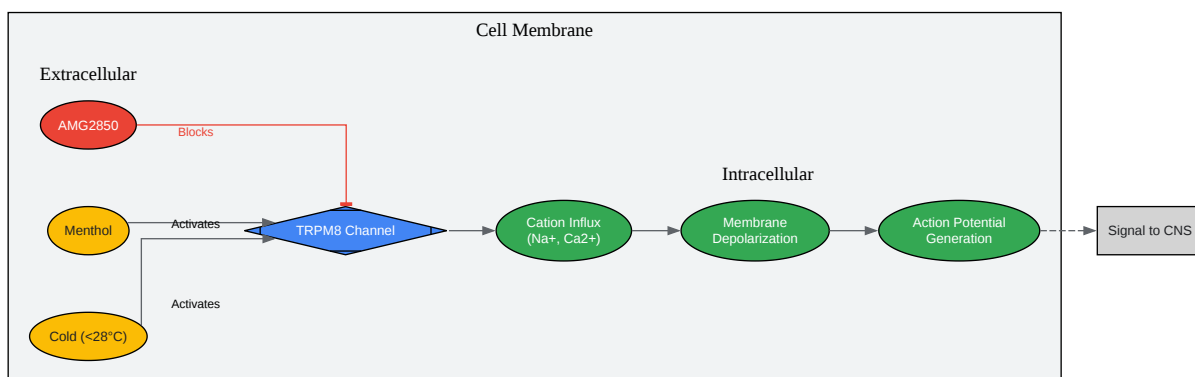 Cell Membrane
Extracellular
AMG2850
Blocks
Intracellular
Menthol
Activates
TRPM8 Channel
Cation Influx
(Na+, Ca2+)
Membrane
Depolarization
Action Potential
Generation
Signal to CNS
Activates
Cold (<28°C)